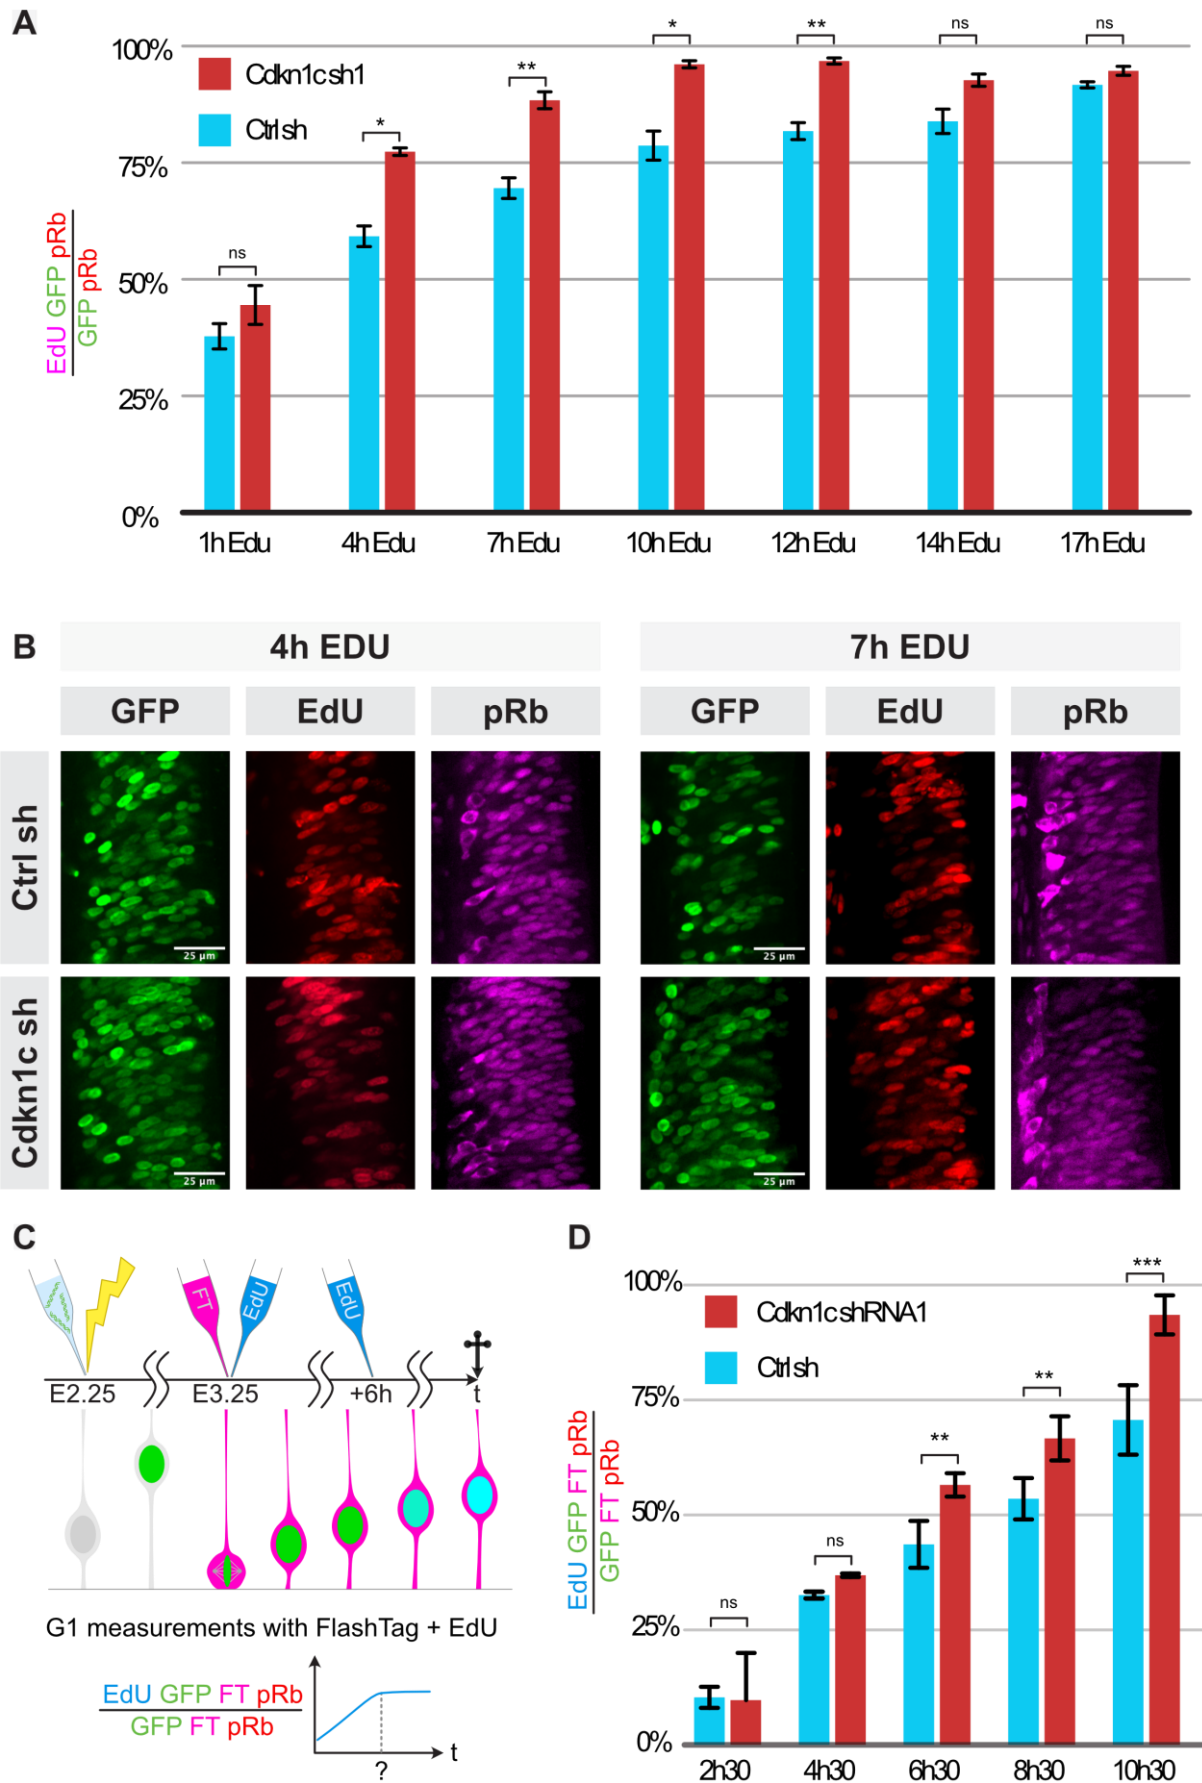 A
100%
75%
50%
25%
0%
Cdkn1c sh1
Ctrl sh
EdU GFP pRb
GFP pRb
ns
*
**
*
**
ns
ns
1h Edu
4h Edu
7h Edu
10h Edu
12h Edu
14h Edu
17h Edu
B
4h EDU
7h EDU
GFP
EdU
pRb
GFP
EdU
pRb
Ctrl sh
25 µm
25 µm
Cdkn1c sh
25 µm
25 µm
C
FT
EdU
EdU
E2.25
E3.25
+6h
t
G1 measurements with FlashTag + EdU
EdU GFP FT pRb
GFP FT pRb
t
?
D
100%
75%
50%
25%
0%
Cdkn1c shRNA1
Ctrl sh
EdU GFP FT pRb
GFP FT pRb
ns
ns
**
**
***
2h30
4h30
6h30
8h30
10h30